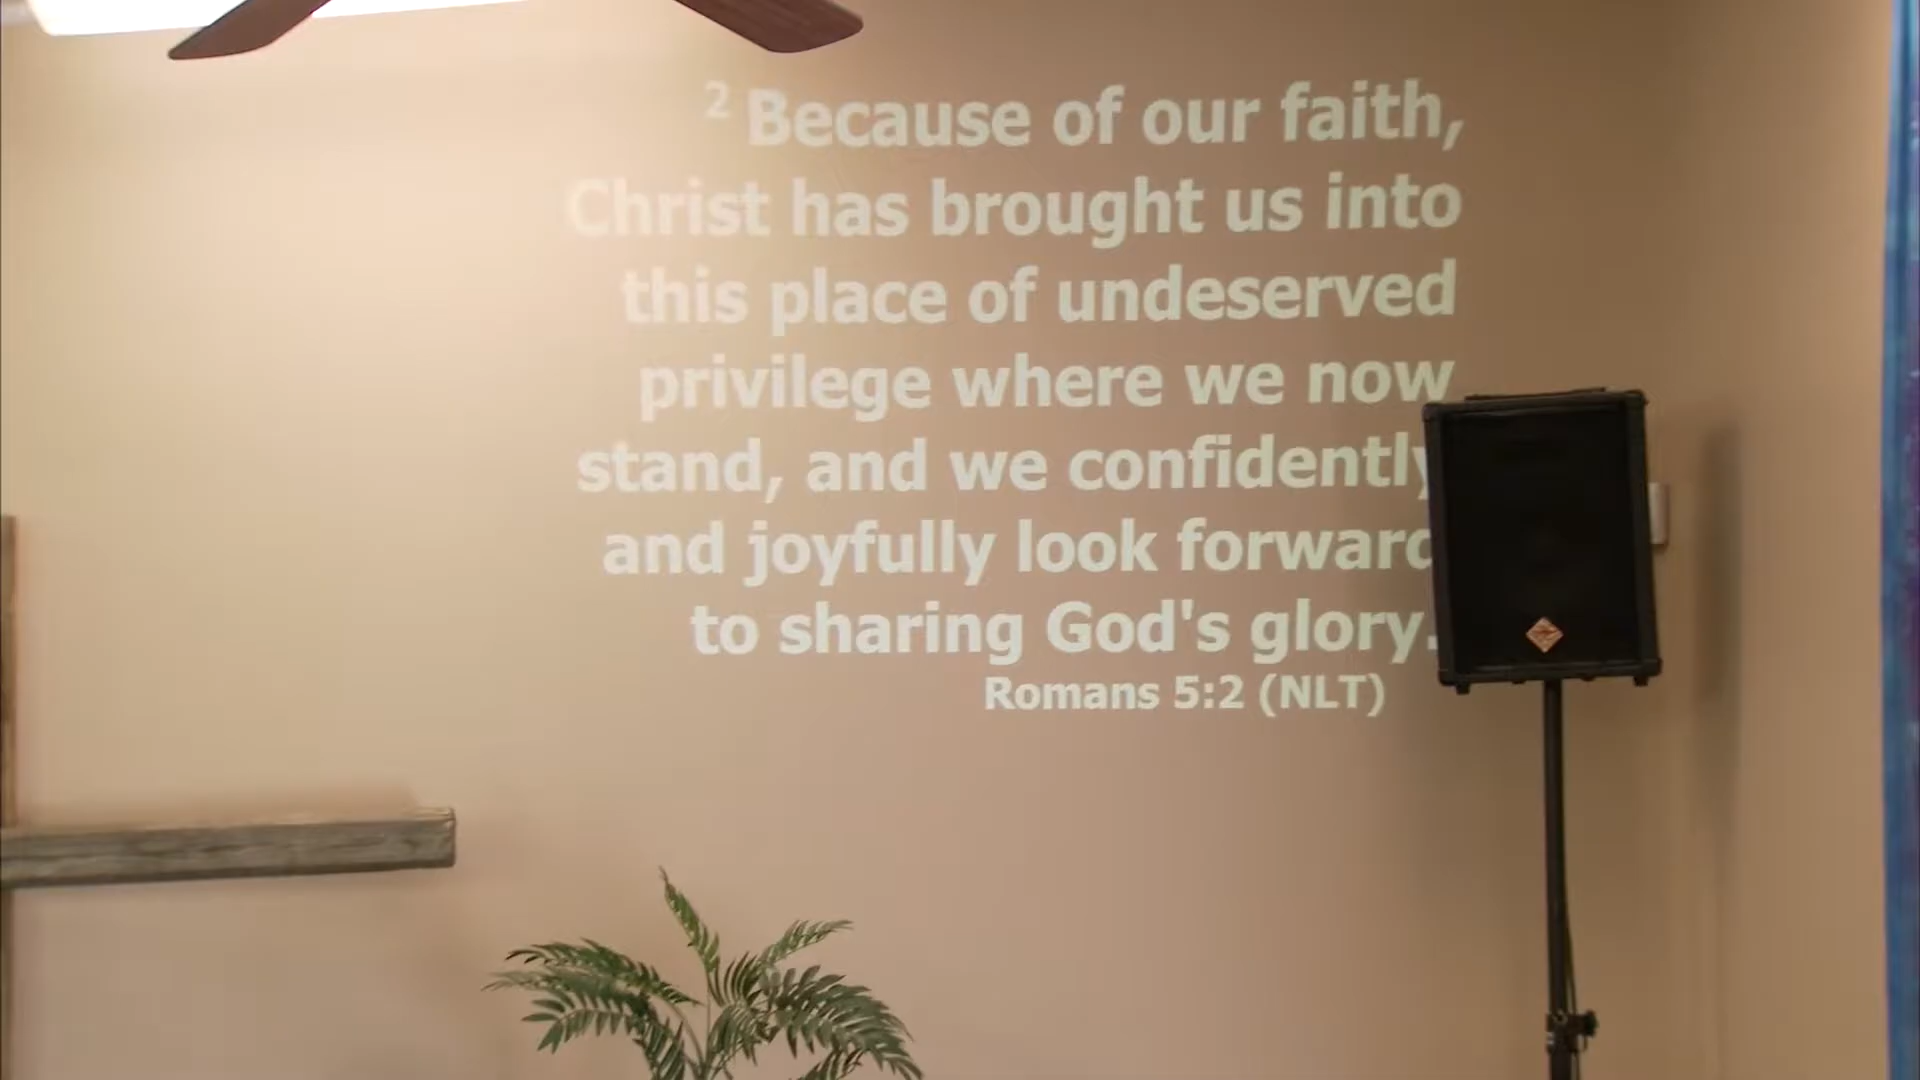 2 Because of our faith,
Christ has brought us into
this place of undeserved
privilege where we now
stand, and we confidently
and joyfully look forward
to sharing God's glory.
Romans 5:2 (NLT)